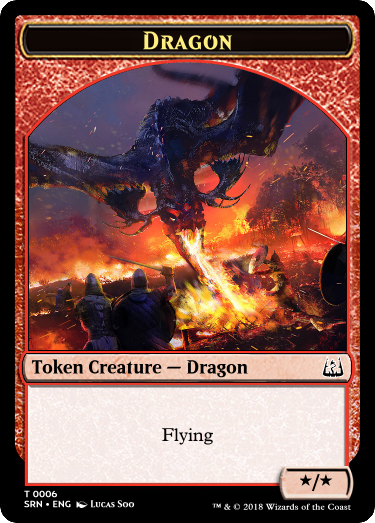 DRAGON
Token Creature — Dragon
Flying
★/★
T 0006
SRN • ENG LUCAS SOO
™ & © 2018 Wizards of the Coast